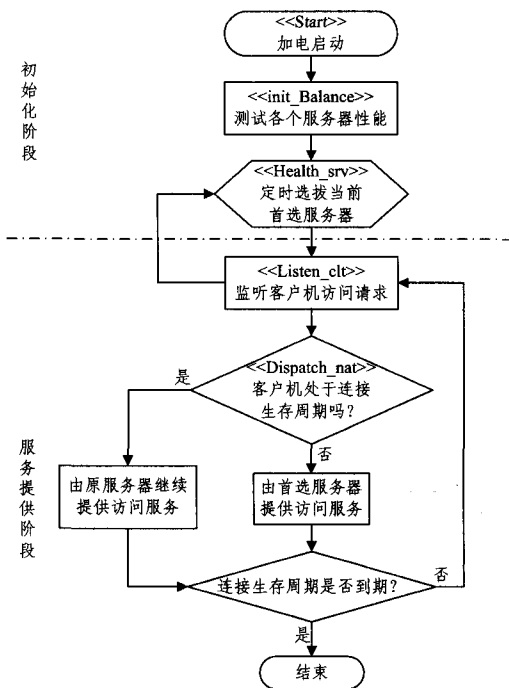 <<Start>>
加电启动
初始化阶段
<<init_Balance>>
测试各个服务器性能
<<Health_srv>>
定时选拔当前
首选服务器
<<Listen_clt>>
监听客户机访问请求
<<Dispatch_nat>>
客户机处于连接
生存周期吗?
是
否
服务提供阶段
由原服务器继续
提供访问服务
由首选服务器
提供访问服务
连接生存周期是否到期?
否
是
结束